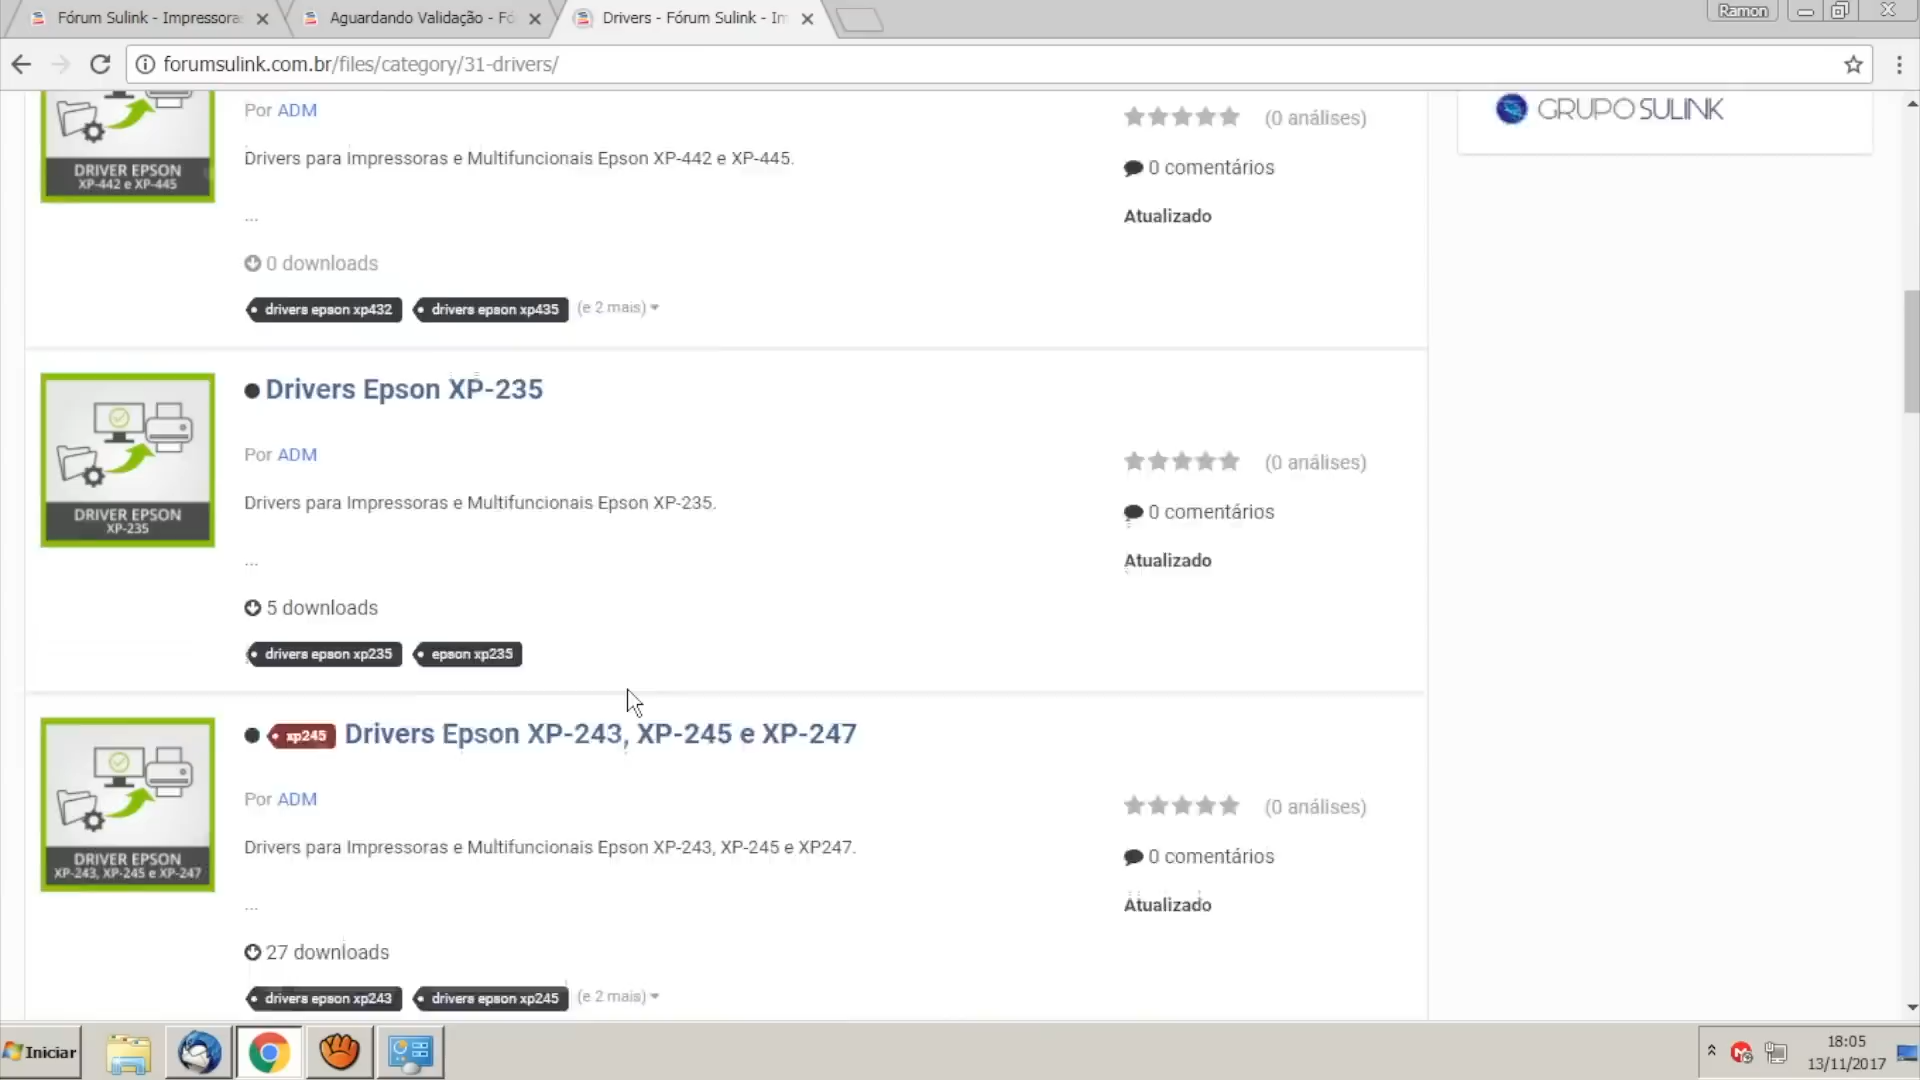 Fórum Sulink - Impressora
Aguardando Validação - Fó
Drivers - Fórum Sulink - Im
Ramon
forumsulink.com.br/files/category/31-drivers/
DRIVER EPSON
XP-442 e XP-445
Por ADM
Drivers para Impressoras e Multifuncionais Epson XP-442 e XP-445.
...
0 downloads
drivers epson xp432
drivers epson xp435
(e 2 mais)
(0 análises)
0 comentários
Atualizado
GRUPO SULINK
DRIVER EPSON
XP-235
Drivers Epson XP-235
Por ADM
Drivers para Impressoras e Multifuncionais Epson XP-235.
...
5 downloads
drivers epson xp235
epson xp235
(0 análises)
0 comentários
Atualizado
DRIVER EPSON
XP-243, XP-245 e XP-247
xp245
Drivers Epson XP-243, XP-245 e XP-247
Por ADM
Drivers para Impressoras e Multifuncionais Epson XP-243, XP-245 e XP247.
...
27 downloads
drivers epson xp243
drivers epson xp245
(e 2 mais)
(0 análises)
0 comentários
Atualizado
Iniciar
18:05
13/11/2017